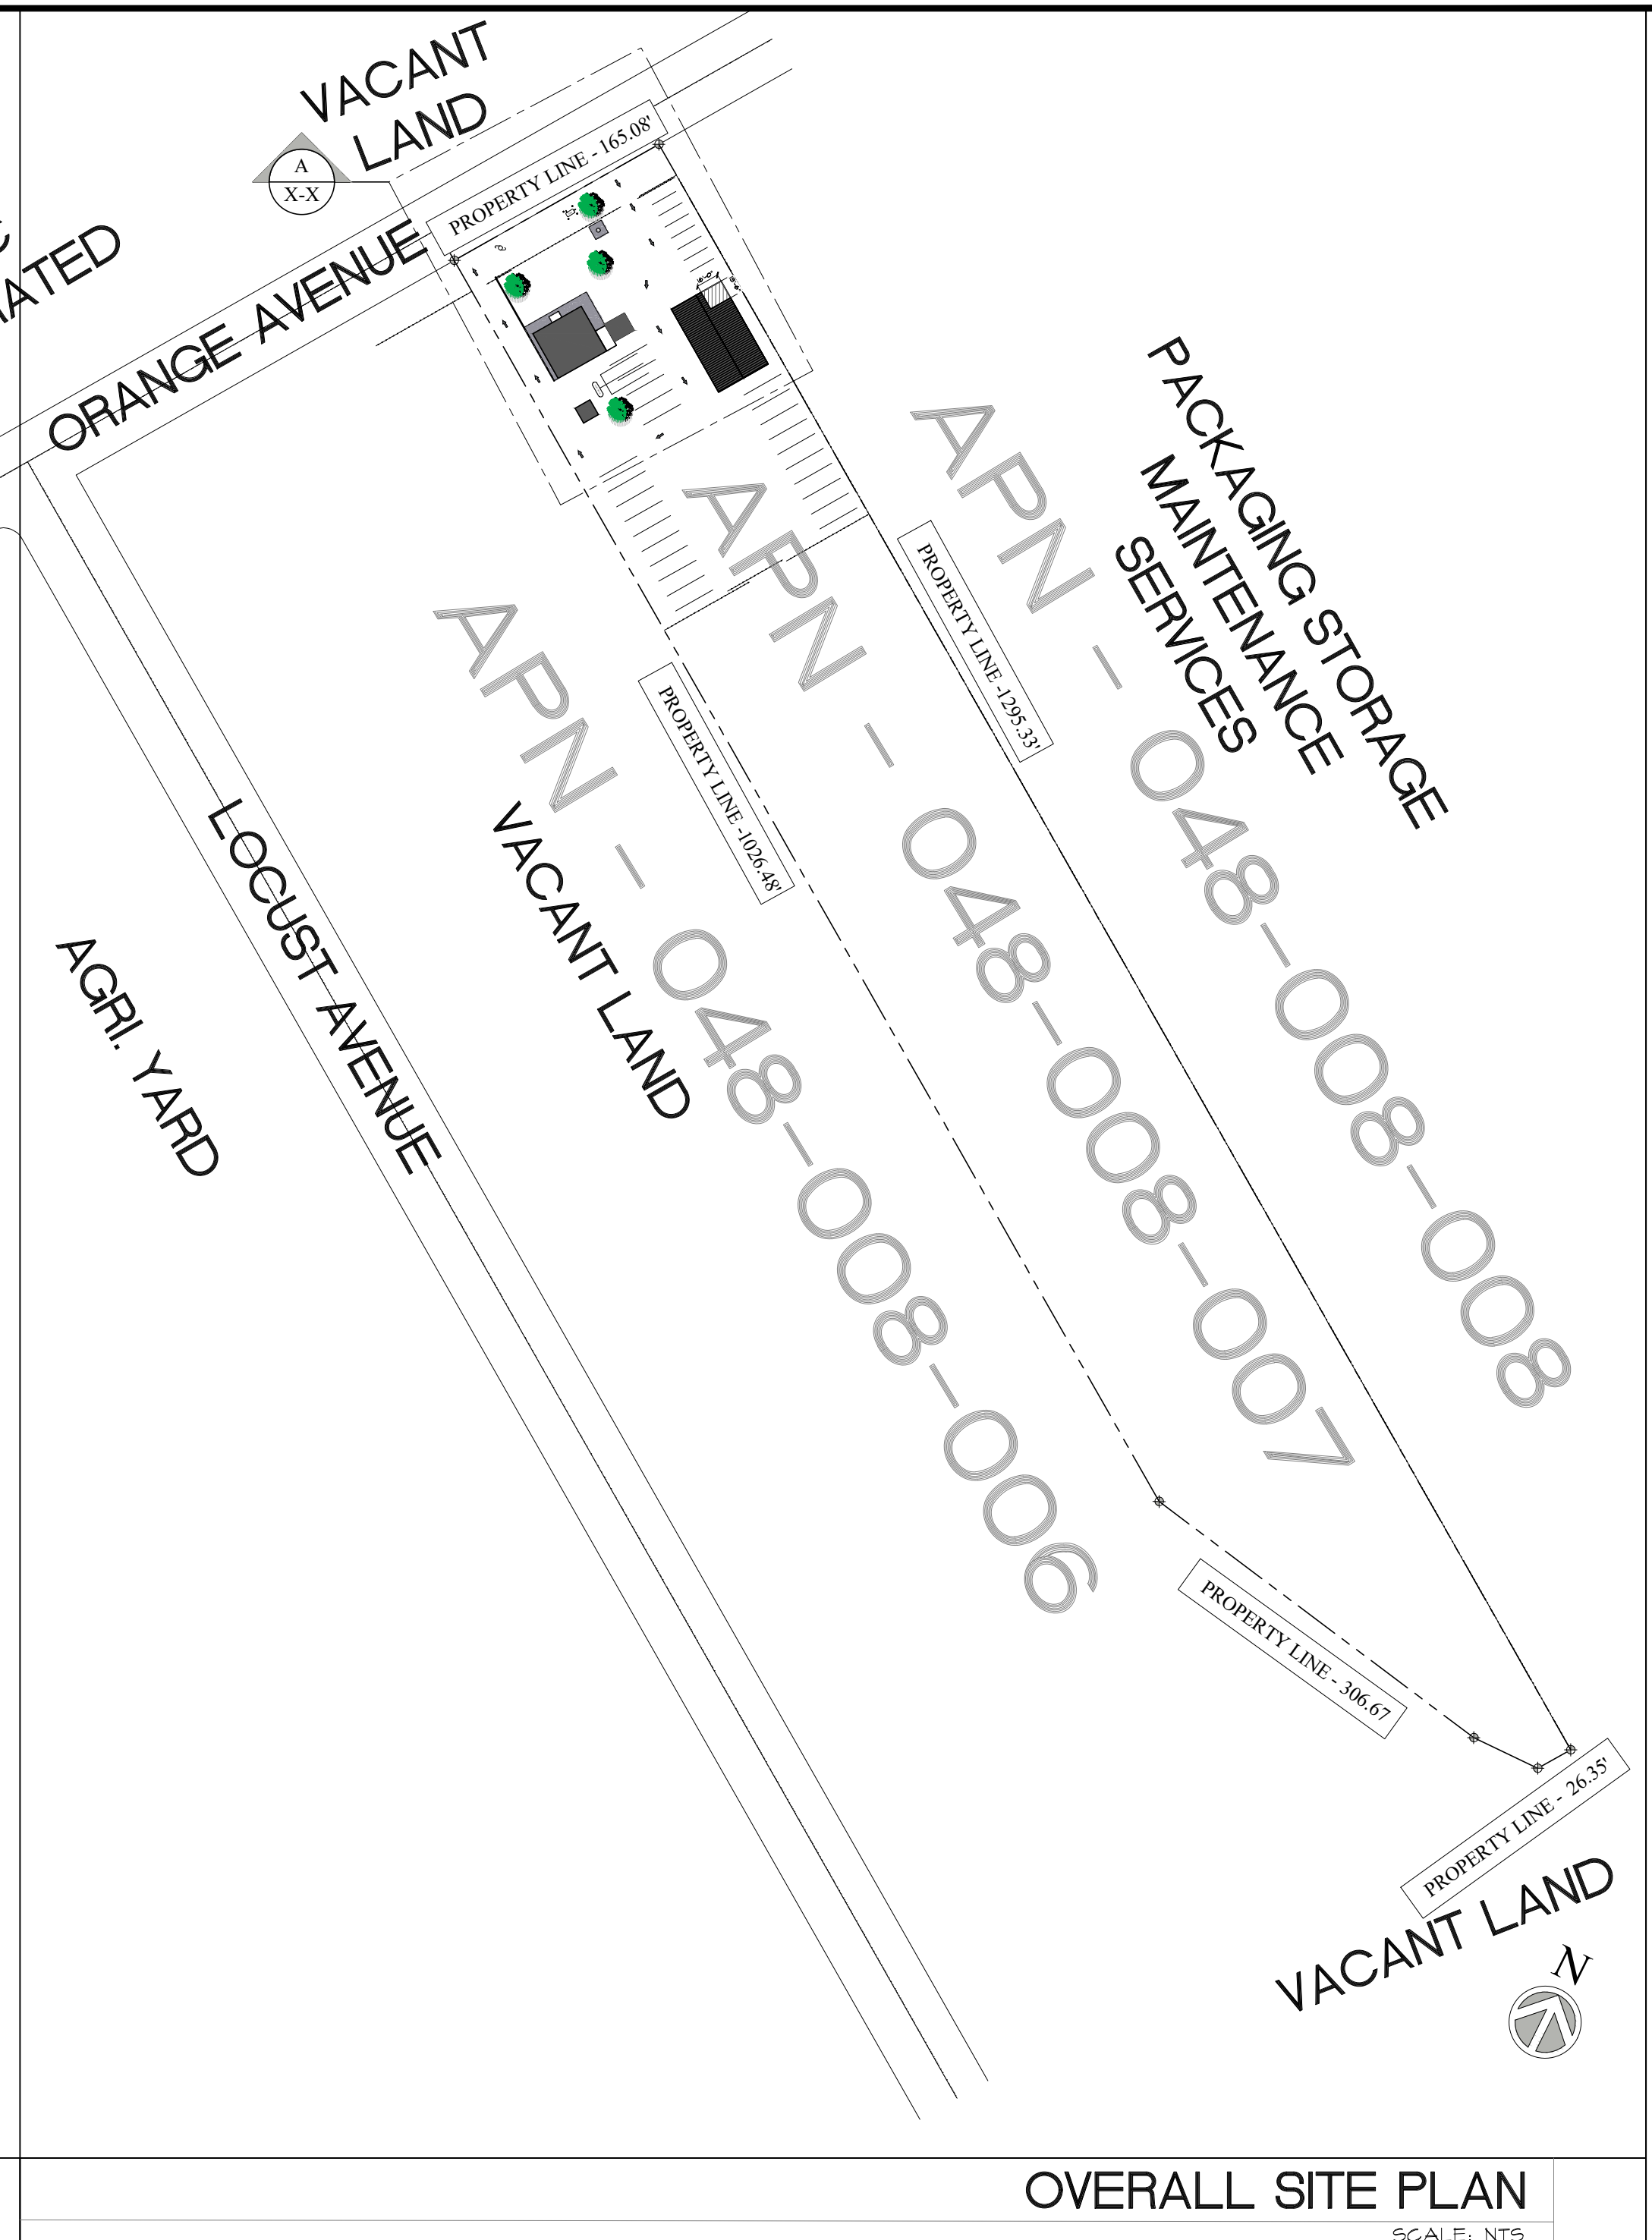 VACANT
LAND
A
X-X
ATED
PROPERTY LINE - 165.08'
ORANGE AVENUE
PACKAGING STORAGE
MAINTENANCE
SERVICES
APN - 048-008-008
APN - 048-008-007
APN - 048-008-006
PROPERTY LINE -1295.33'
PROPERTY LINE -1026.48'
LOCUST AVENUE
VACANT LAND
AGRI. YARD
PROPERTY LINE - 306.67
PROPERTY LINE - 26.35'
VACANT LAND
N
OVERALL SITE PLAN
SCALE: NTS